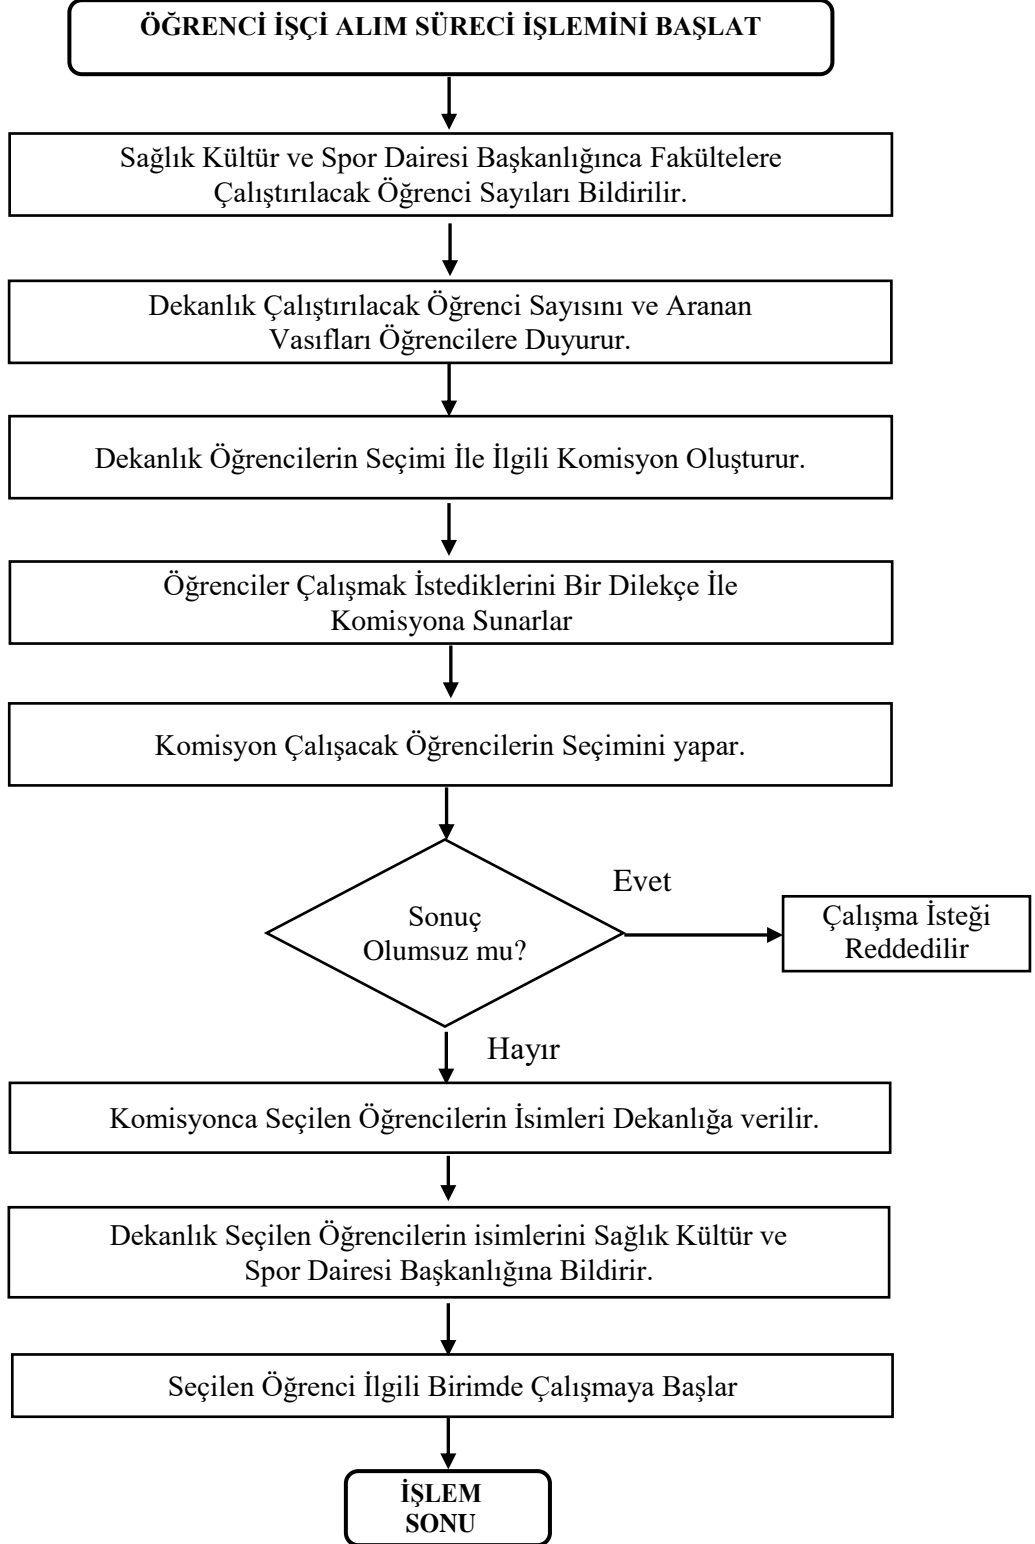 ÖĞRENCİ İŞÇİ ALIM SÜRECİ İŞLEMİNİ BAŞLAT
Sağlık Kültür ve Spor Dairesi Başkanlığınca Fakültelere
Çalıştırılacak Öğrenci Sayıları Bildirilir.
Dekanlık Çalıştırılacak Öğrenci Sayısını ve Aranan
Vasıfları Öğrencilere Duyurur.
Dekanlık Öğrencilerin Seçimi İle İlgili Komisyon Oluşturur.
Öğrenciler Çalışmak İstediklerini Bir Dilekçe İle
Komisyona Sunarlar
Komisyon Çalışacak Öğrencilerin Seçimini yapar.
Sonuç
Olumsuz mu?
Evet
Çalışma İsteği
Reddedilir
Hayır
Komisyonca Seçilen Öğrencilerin İsimleri Dekanlığa verilir.
Dekanlık Seçilen Öğrencilerin isimlerini Sağlık Kültür ve
Spor Dairesi Başkanlığına Bildirir.
Seçilen Öğrenci İlgili Birimde Çalışmaya Başlar
İŞLEM
SONU